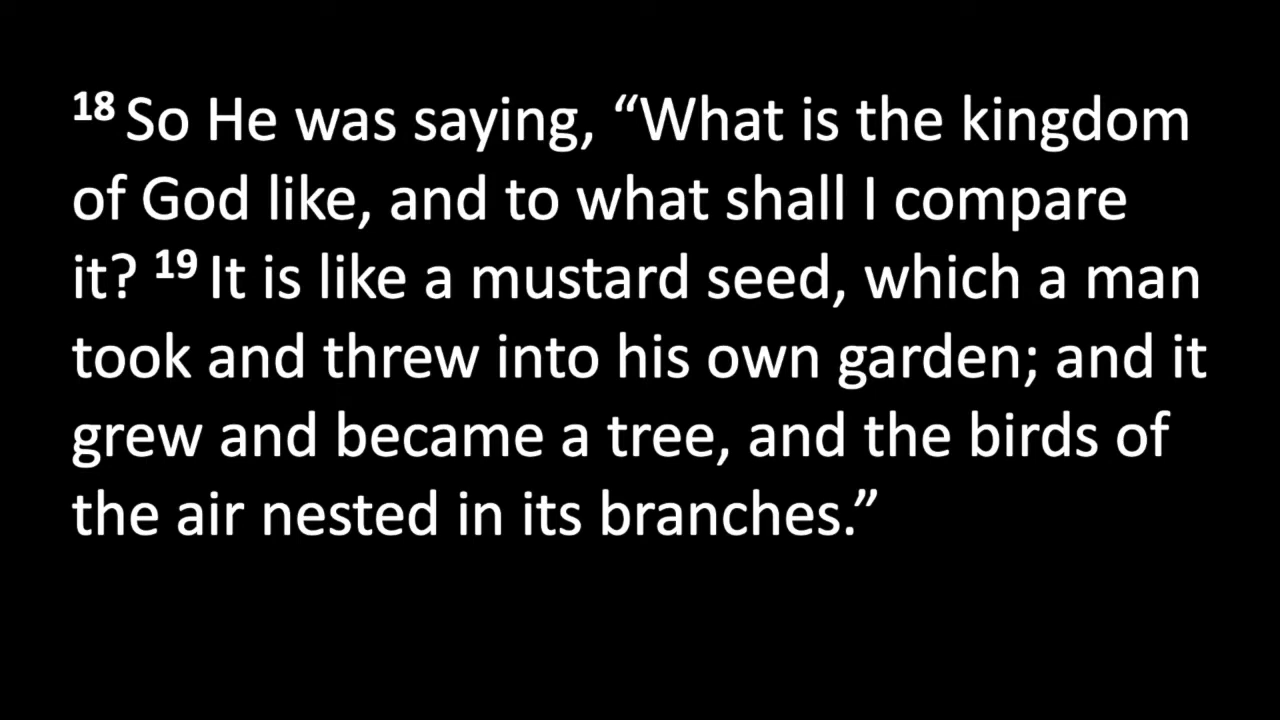 18 So He was saying, “What is the kingdom
of God like, and to what shall I compare
it? 19 It is like a mustard seed, which a man
took and threw into his own garden; and it
grew and became a tree, and the birds of
the air nested in its branches.”